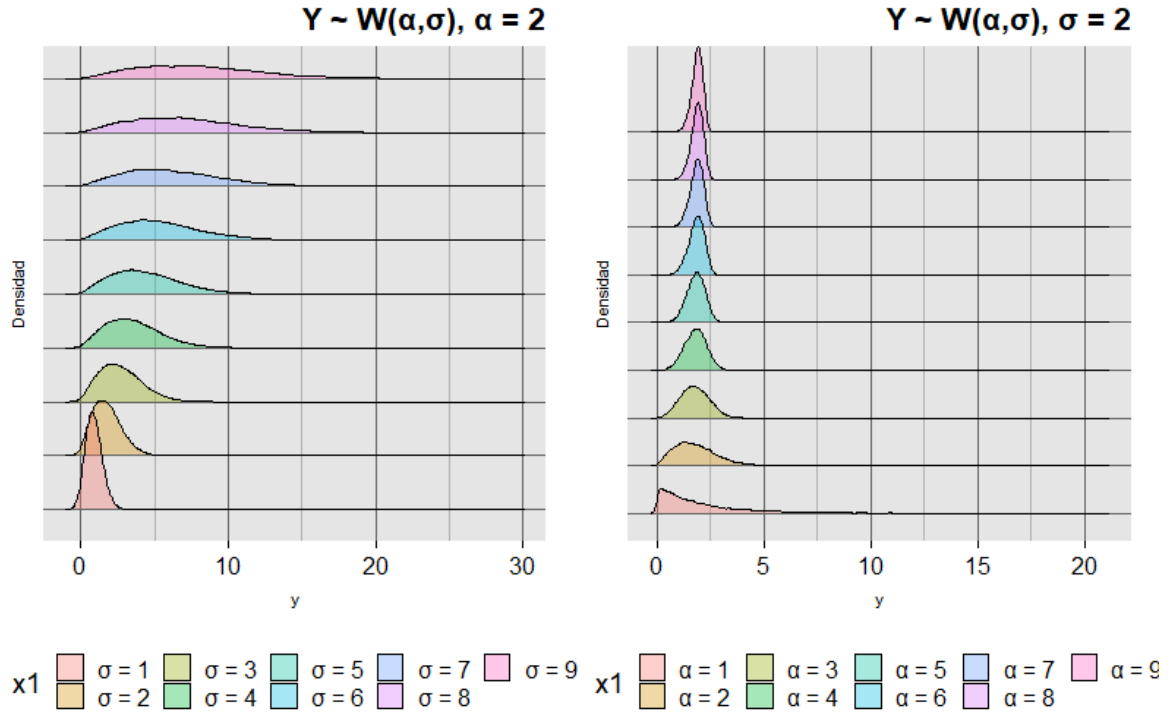 Y ~ W(α,σ), α = 2
Densidad
0 10 20 30
y
x1
σ = 1 σ = 3 σ = 5 σ = 7 σ = 9
σ = 2 σ = 4 σ = 6 σ = 8
Y ~ W(α,σ), σ = 2
Densidad
0 5 10 15 20
y
x1
α = 1 α = 3 α = 5 α = 7 α = 9
α = 2 α = 4 α = 6 α = 8